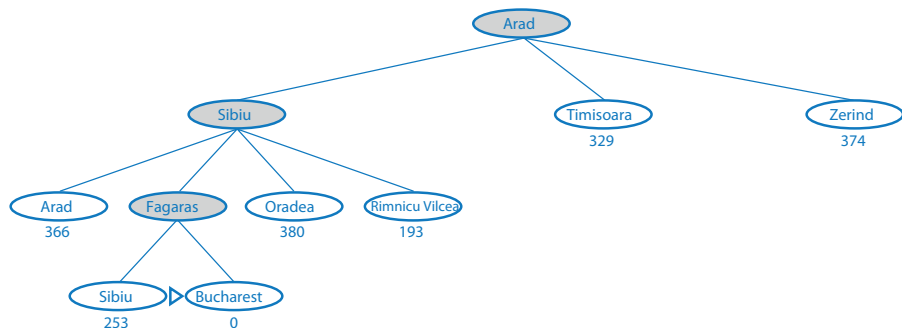 Arad
Sibiu
Timisoara
329
Zerind
374
Arad
366
Fagaras
Oradea
380
Rimnicu Vilcea
193
Sibiu
253
Bucharest
0